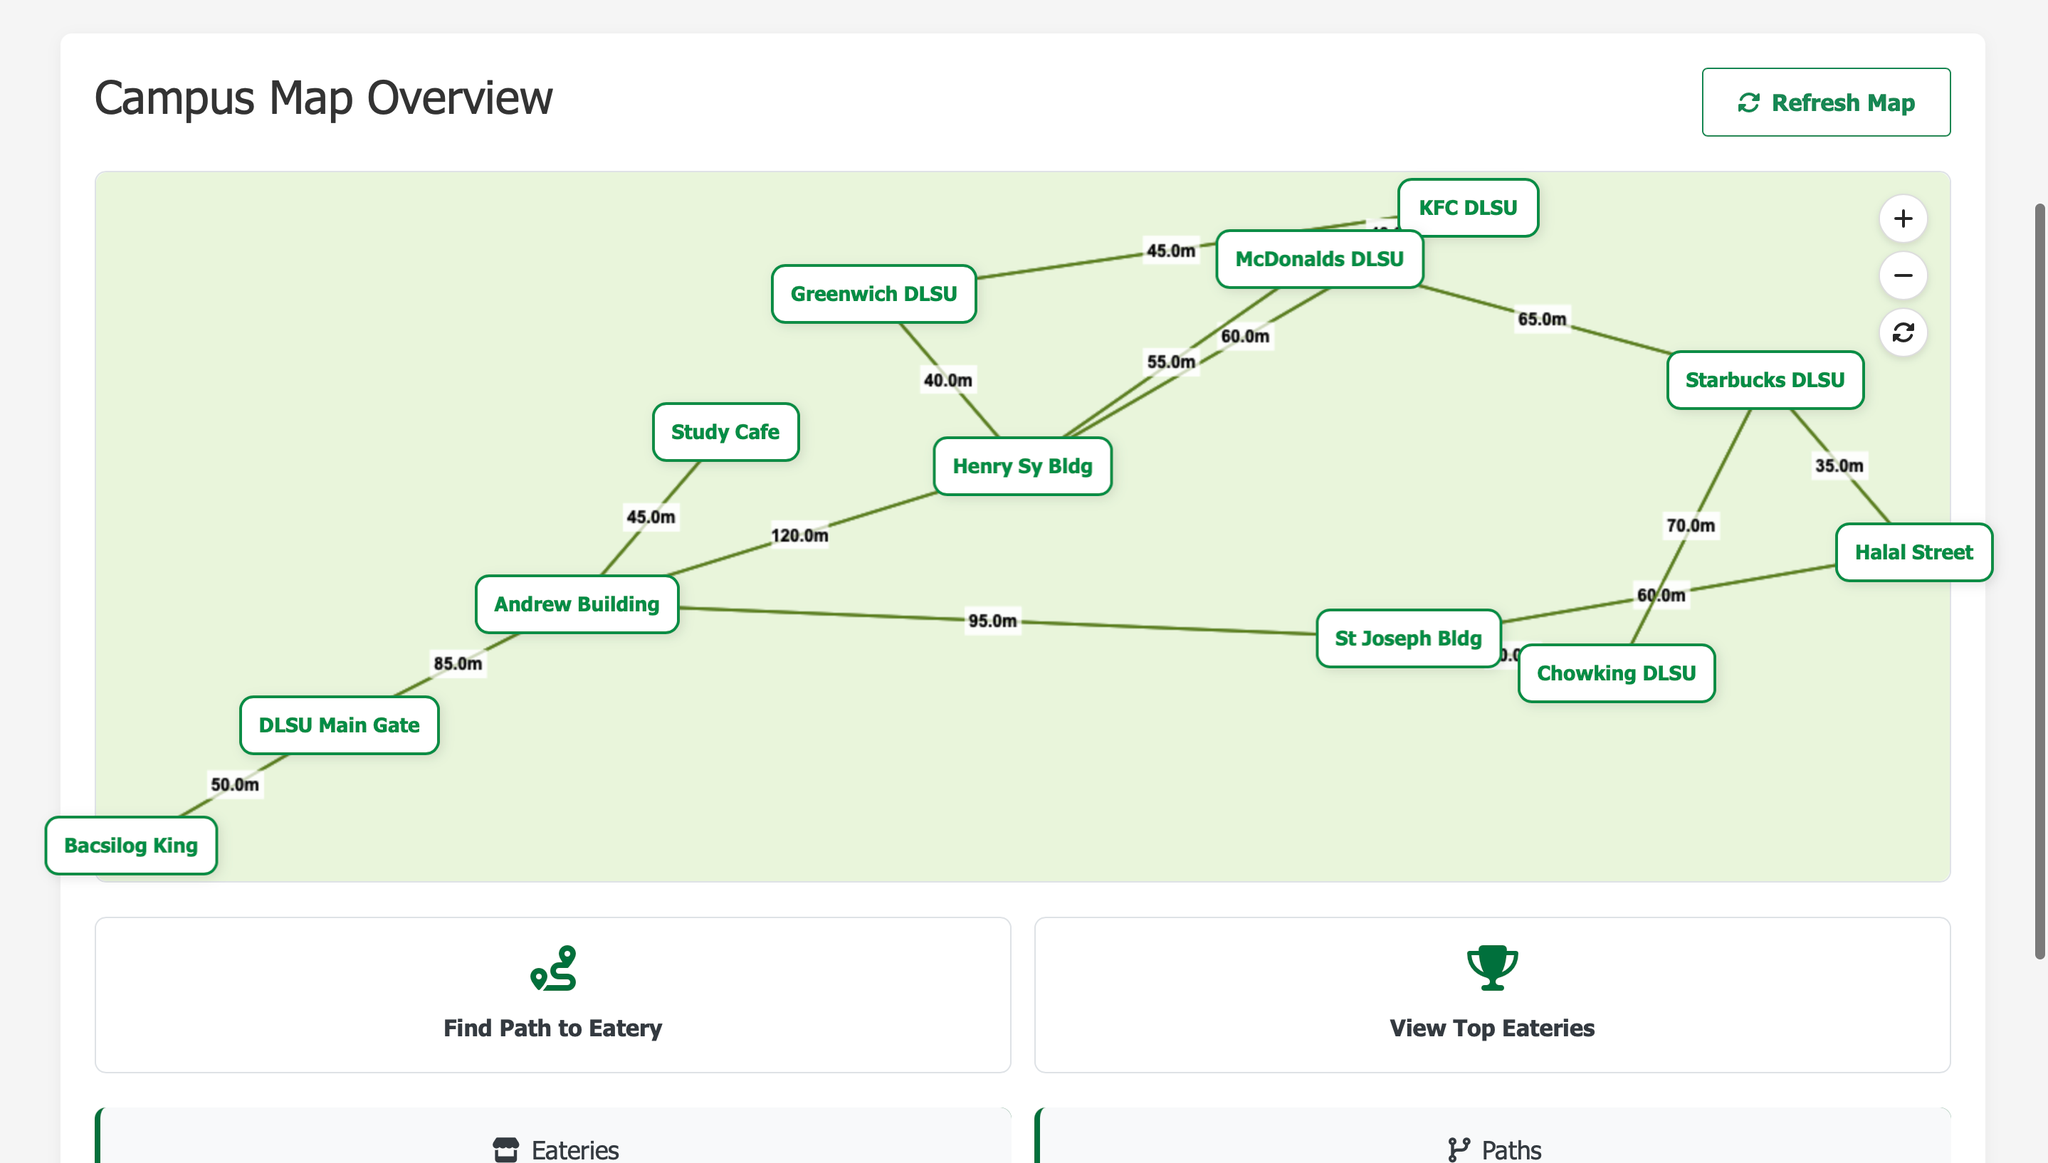 Campus Map Overview
Refresh Map
KFC DLSU
45.0m
McDonalds DLSU
Greenwich DLSU
65.0m
60.0m
55.0m
40.0m
Starbucks DLSU
Study Cafe
Henry Sy Bldg
35.0m
45.0m
70.0m
120.0m
Halal Street
60.0m
Andrew Building
95.0m
St Joseph Bldg
85.0m
Chowking DLSU
DLSU Main Gate
50.0m
Bacsilog King
Find Path to Eatery
View Top Eateries
Eateries
Paths